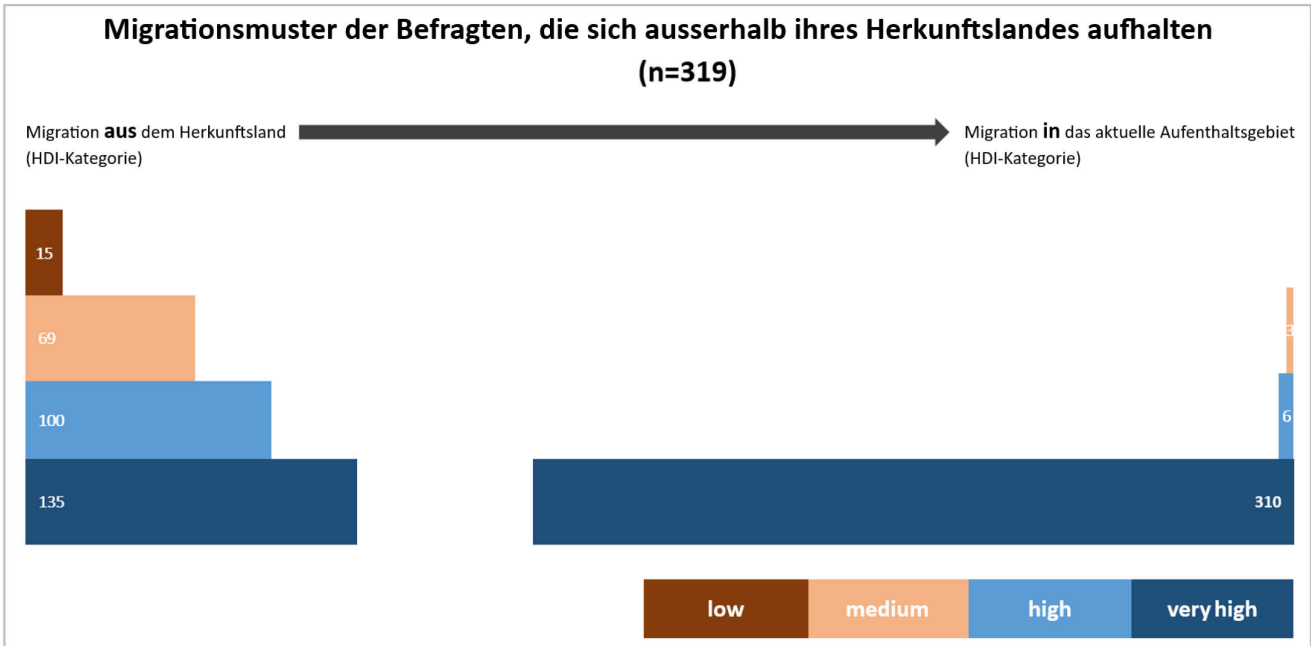 Migrationsmuster der Befragten, die sich ausserhalb ihres Herkunftslandes aufhalten
(n=319)
Migration aus dem Herkunftsland
(HDI-Kategorie)
Migration in das aktuelle Aufenthaltsgebiet
(HDI-Kategorie)
15
69
3
100
6
135
310
low
medium
high
very high